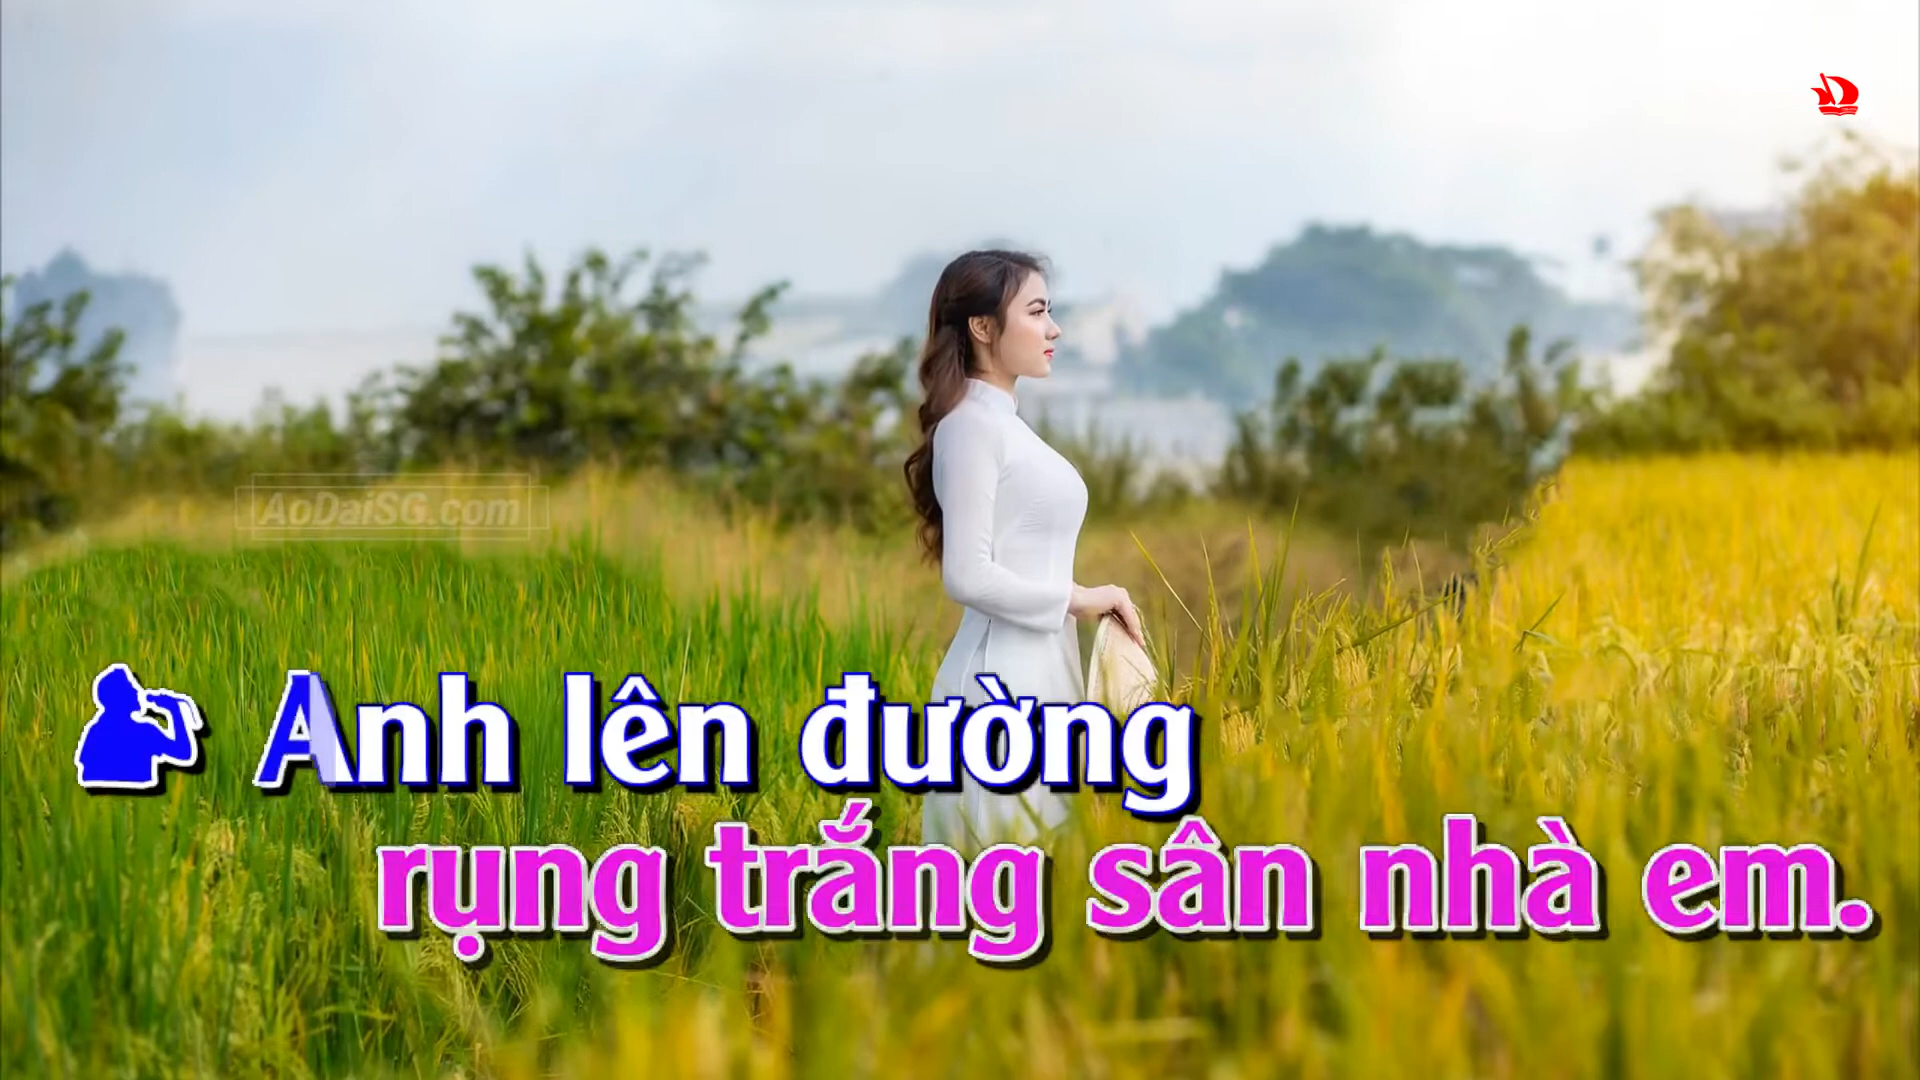 AoDaiSG.com
Anh lên đường
rụng trắng sân nhà em.